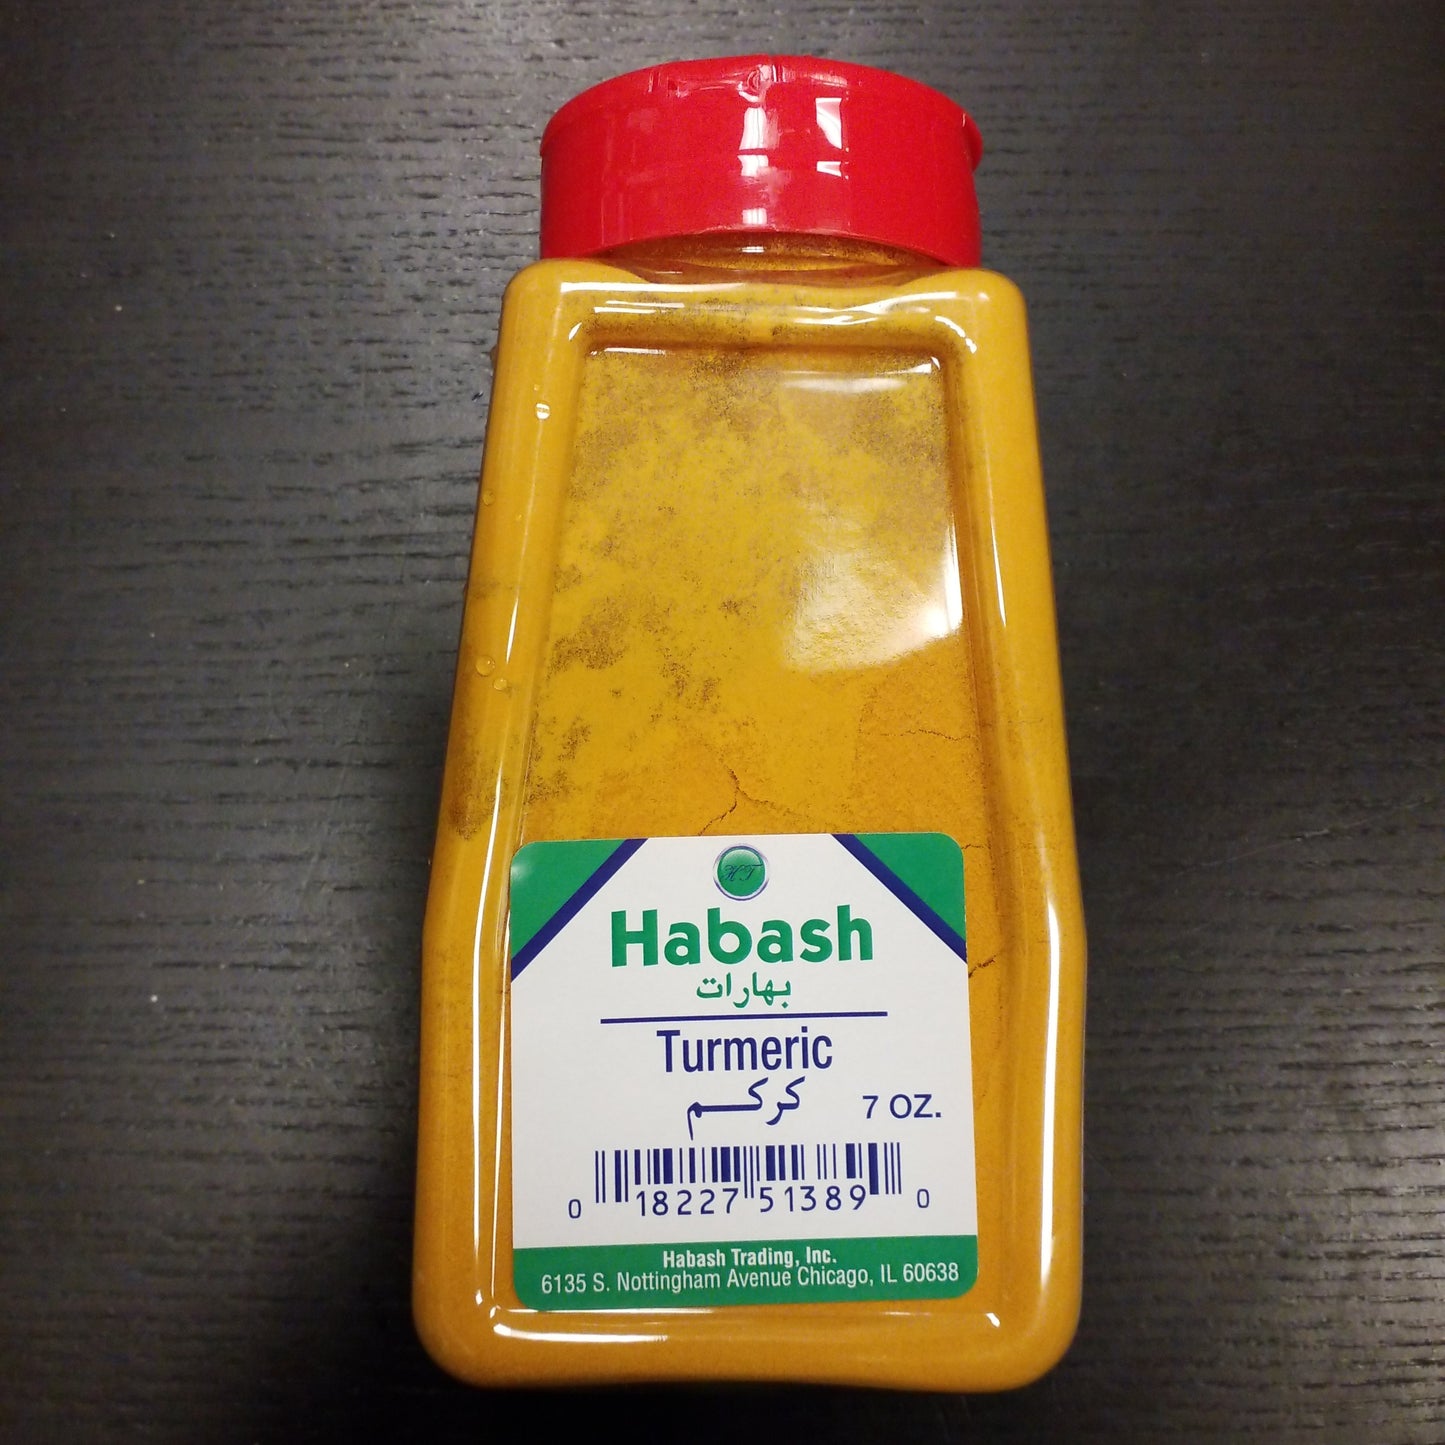 HT
Habash
بهارات
Turmeric
كركم
7 OZ.
0 18227 51389 0
Habash Trading, Inc.
6135 S. Nottingham Avenue Chicago, IL 60638